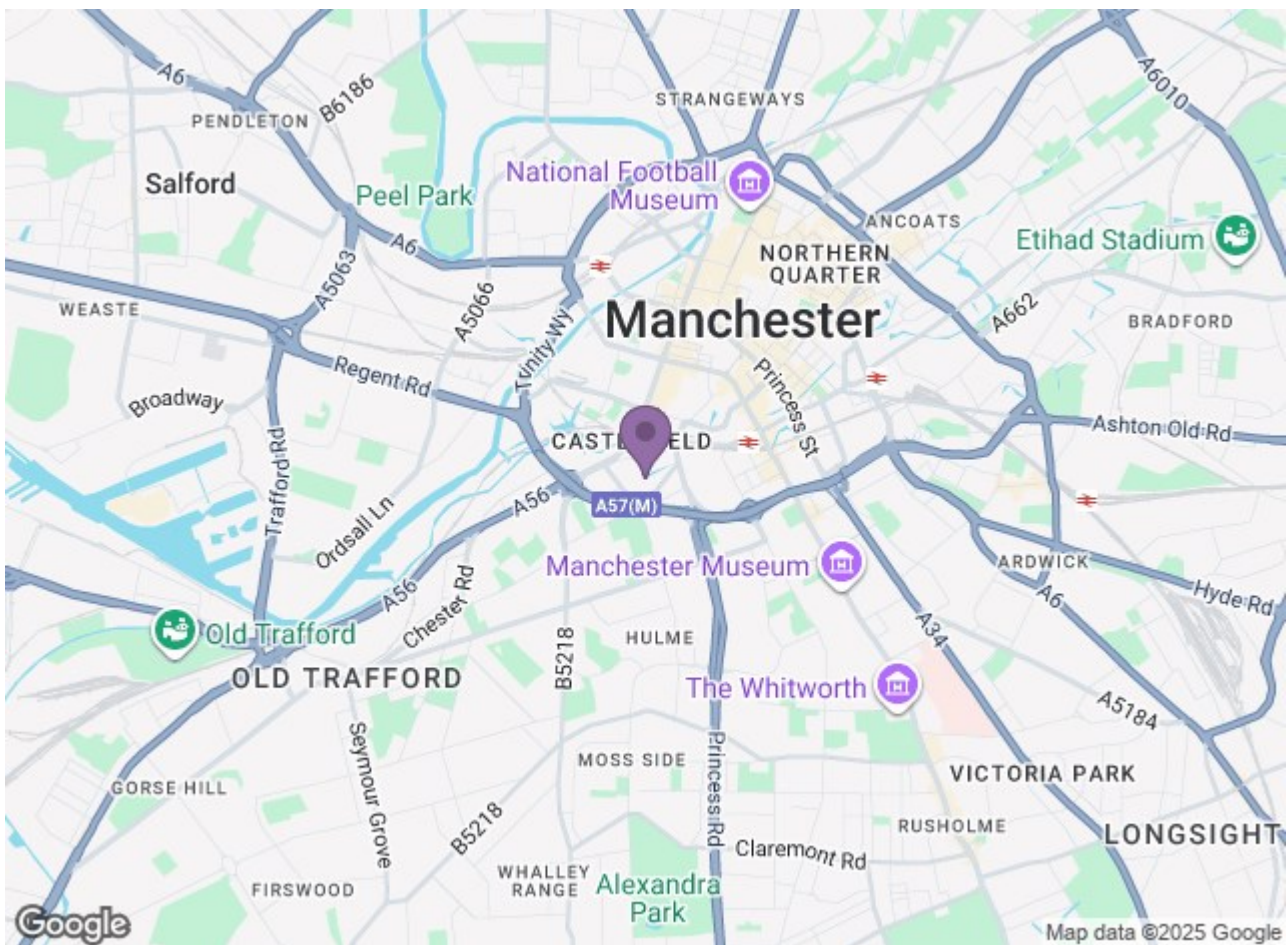 A6
B6186
STRANGEWAYS
A6010
PENDLETON
Salford
National Football
Museum
Peel Park
ANCOATS
A6
Etihad Stadium
NORTHERN
QUARTER
A5063
WEASTE
A5066
Manchester
A662
BRADFORD
Trinity Wy
Regent Rd
Princess St
Broadway
Ashton Old Rd
Trafford Rd
A56
A57(M)
Ordsall Ln
Manchester Museum
ARDWICK
A56
Chester Rd
A6
Hyde Rd
A34
Old Trafford
HULME
B5218
OLD TRAFFORD
The Whitworth
A5184
Seymour Grove
MOSS SIDE
Princess Rd
VICTORIA PARK
GORSE HILL
B5218
RUSHOLME
LONGSIGHT
Claremont Rd
WHALLEY
RANGE
FIRSWOOD
Alexandra
Park
Google
Map data ©2025 Google